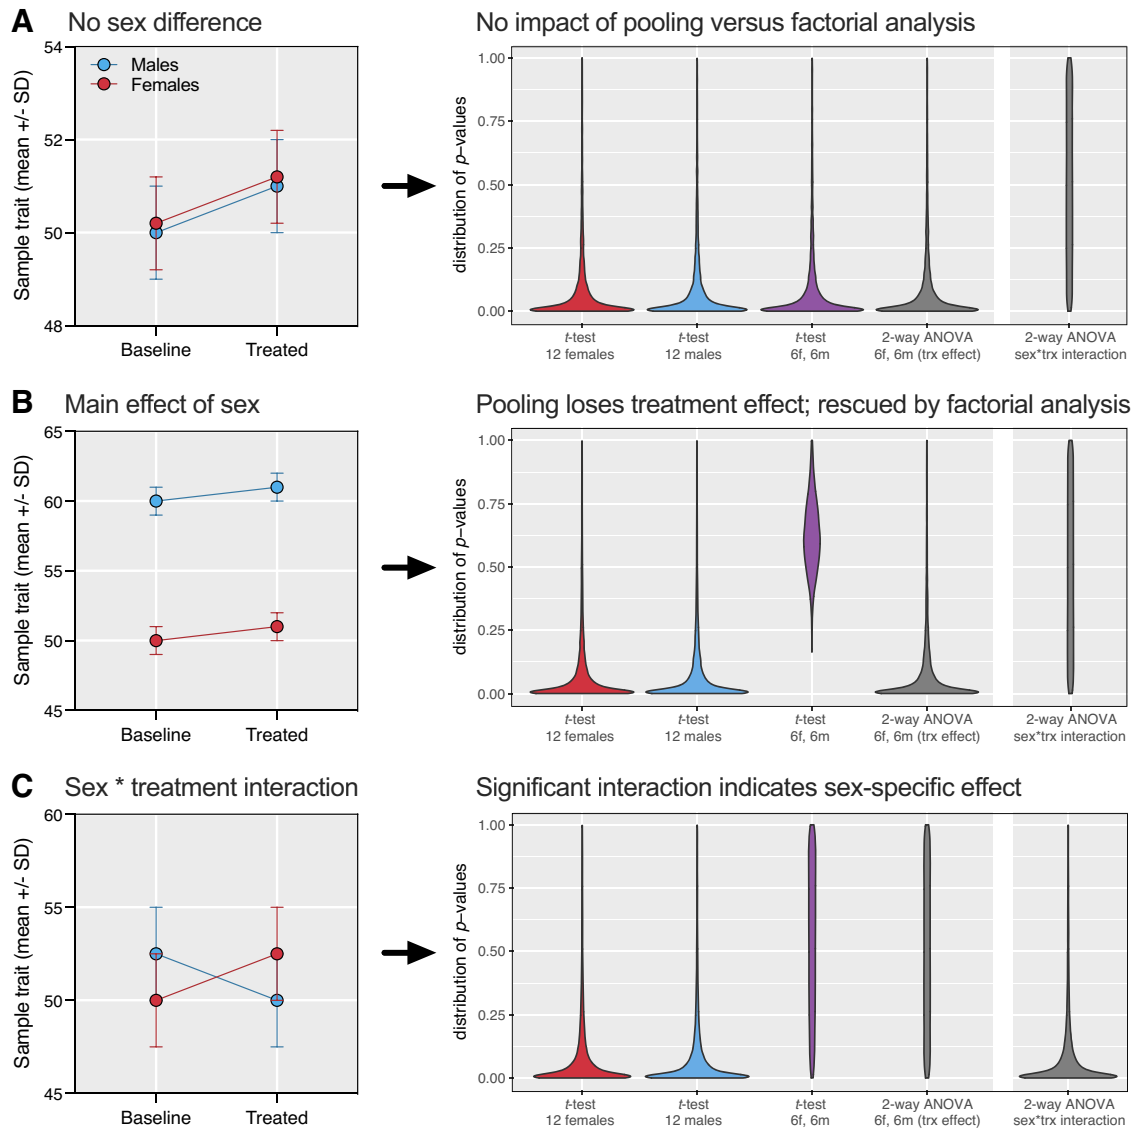 A No sex difference
No impact of pooling versus factorial analysis
Sample trait (mean +/- SD)
54
52
50
48
Males
Females
Baseline
Treated
distribution of p–values
1.00
0.75
0.50
0.25
0.00
t-test
12 females
t-test
12 males
t-test
6f, 6m
2-way ANOVA
6f, 6m (trx effect)
2-way ANOVA
sex*trx interaction
B Main effect of sex
Pooling loses treatment effect; rescued by factorial analysis
Sample trait (mean +/- SD)
65
60
55
50
45
Baseline
Treated
distribution of p–values
1.00
0.75
0.50
0.25
0.00
t-test
12 females
t-test
12 males
t-test
6f, 6m
2-way ANOVA
6f, 6m (trx effect)
2-way ANOVA
sex*trx interaction
C Sex * treatment interaction
Significant interaction indicates sex-specific effect
Sample trait (mean +/- SD)
60
55
50
45
Baseline
Treated
distribution of p–values
1.00
0.75
0.50
0.25
0.00
t-test
12 females
t-test
12 males
t-test
6f, 6m
2-way ANOVA
6f, 6m (trx effect)
2-way ANOVA
sex*trx interaction